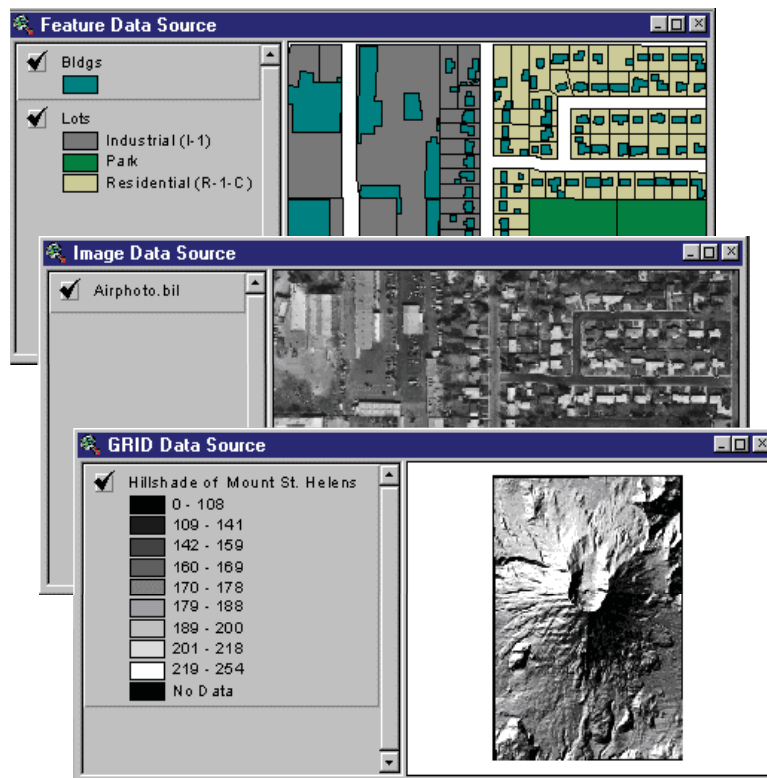 Feature Data Source
Bldgs
Lots
Industrial (I-1)
Park
Residential (R-1-C)
Image Data Source
Airphoto.bil
GRID Data Source
Hillshade of Mount St. Helens
0 - 108
109 - 141
142 - 159
160 - 169
170 - 178
179 - 188
189 - 200
201 - 218
219 - 254
No Data